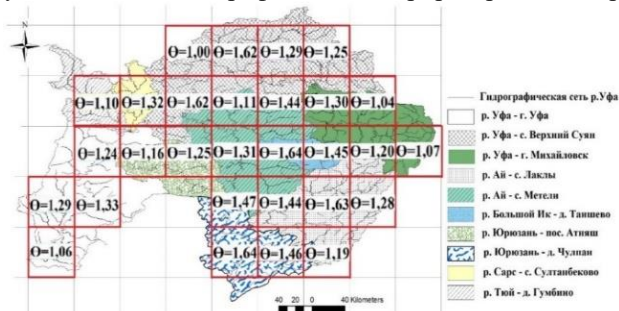 N
Ɵ=1,00 Ɵ=1,62 Ɵ=1,29 Ɵ=1,25
Ɵ=1,10 Ɵ=1,32 Ɵ=1,62 Ɵ=1,11 Ɵ=1,44 Ɵ=1,30 Ɵ=1,04
Ɵ=1,24 Ɵ=1,16 Ɵ=1,25 Ɵ=1,31 Ɵ=1,64 Ɵ=1,45 Ɵ=1,20 Ɵ=1,07
Ɵ=1,29 Ɵ=1,33 Ɵ=1,47 Ɵ=1,44 Ɵ=1,63 Ɵ=1,28
Ɵ=1,06 Ɵ=1,64 Ɵ=1,46 Ɵ=1,19
40 20 0 40 Kilometers
Гидрографическая сеть р.Уфа
р. Уфа - г. Уфа
р. Уфа - с. Верхний Суян
р. Уфа - г. Михайловск
р. Ай - с. Лаклы
р. Ай - с. Метели
р. Большой Ик - д. Таишево
р. Юрюзань - пос. Атняш
р. Юрюзань - д. Чулпан
р. Сарс - с. Султанбеково
р. Тюй - д. Гумбино